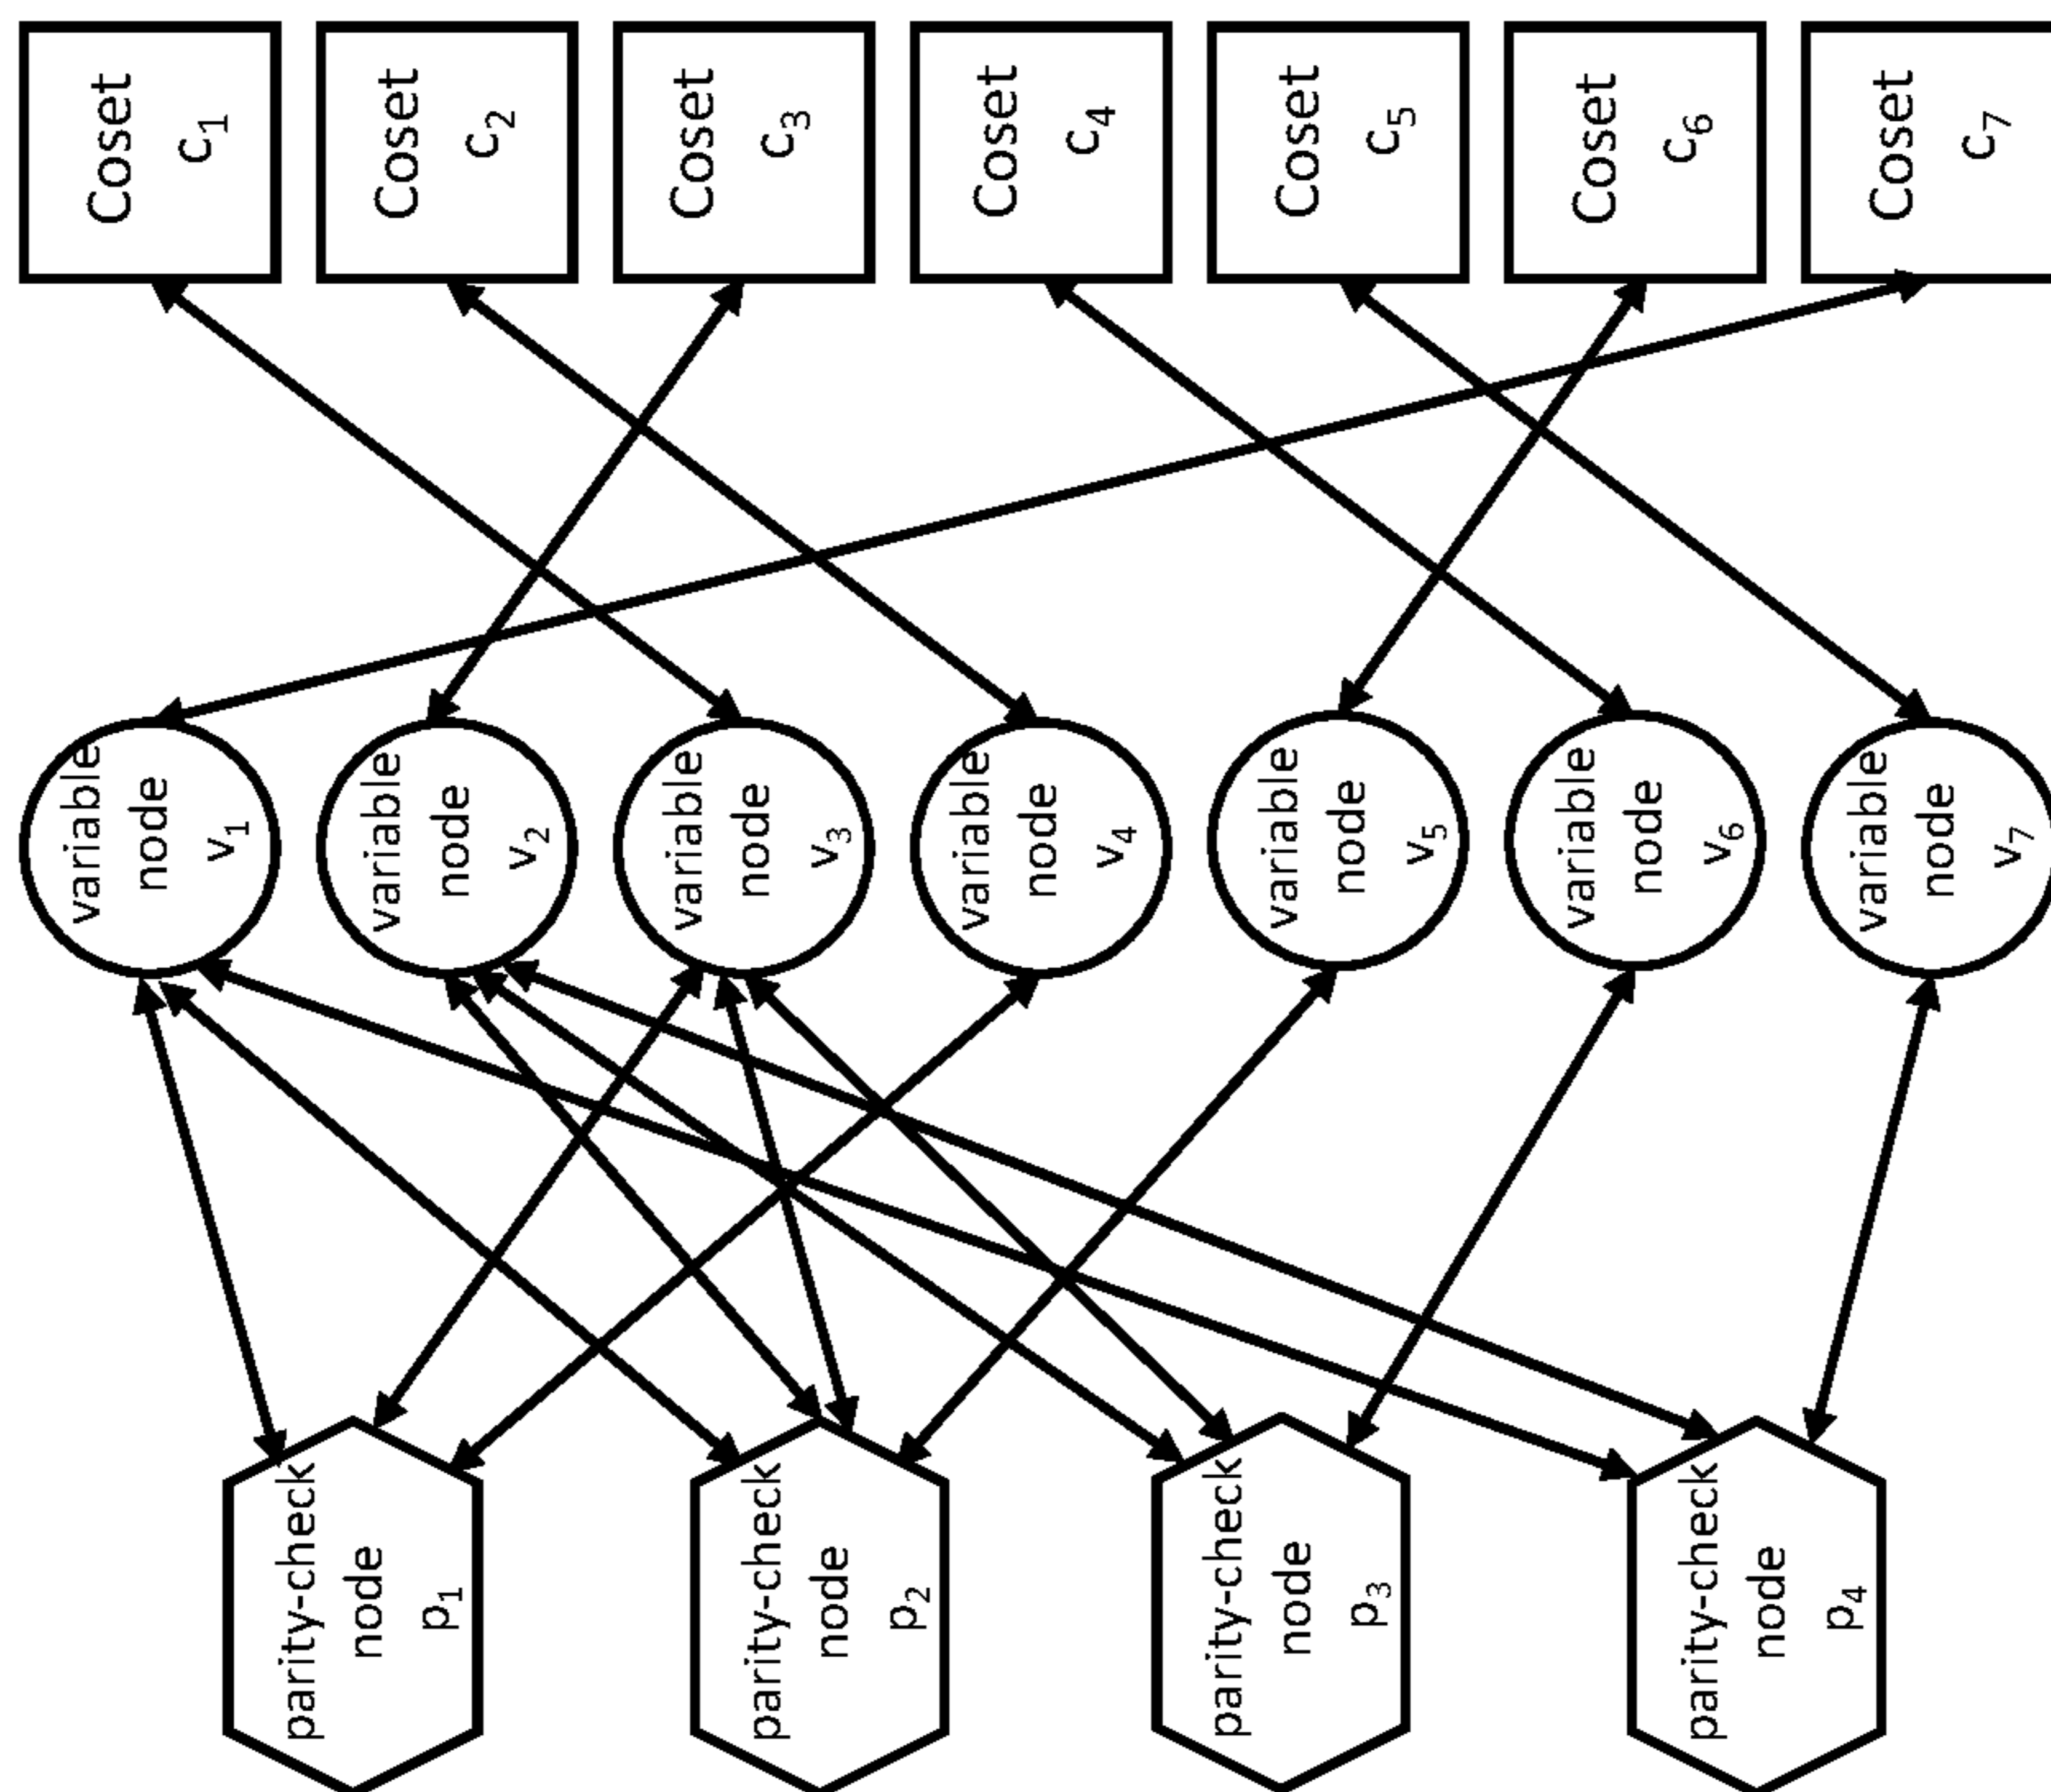 Coset
c₁
Coset
c₂
Coset
c₃
Coset
c₄
Coset
c₅
Coset
c₆
Coset
c₇
variable
node
v₁
variable
node
v₂
variable
node
v₃
variable
node
v₄
variable
node
v₅
variable
node
v₆
variable
node
v₇
parity-check
node
p₁
parity-check
node
p₂
parity-check
node
p₃
parity-check
node
p₄